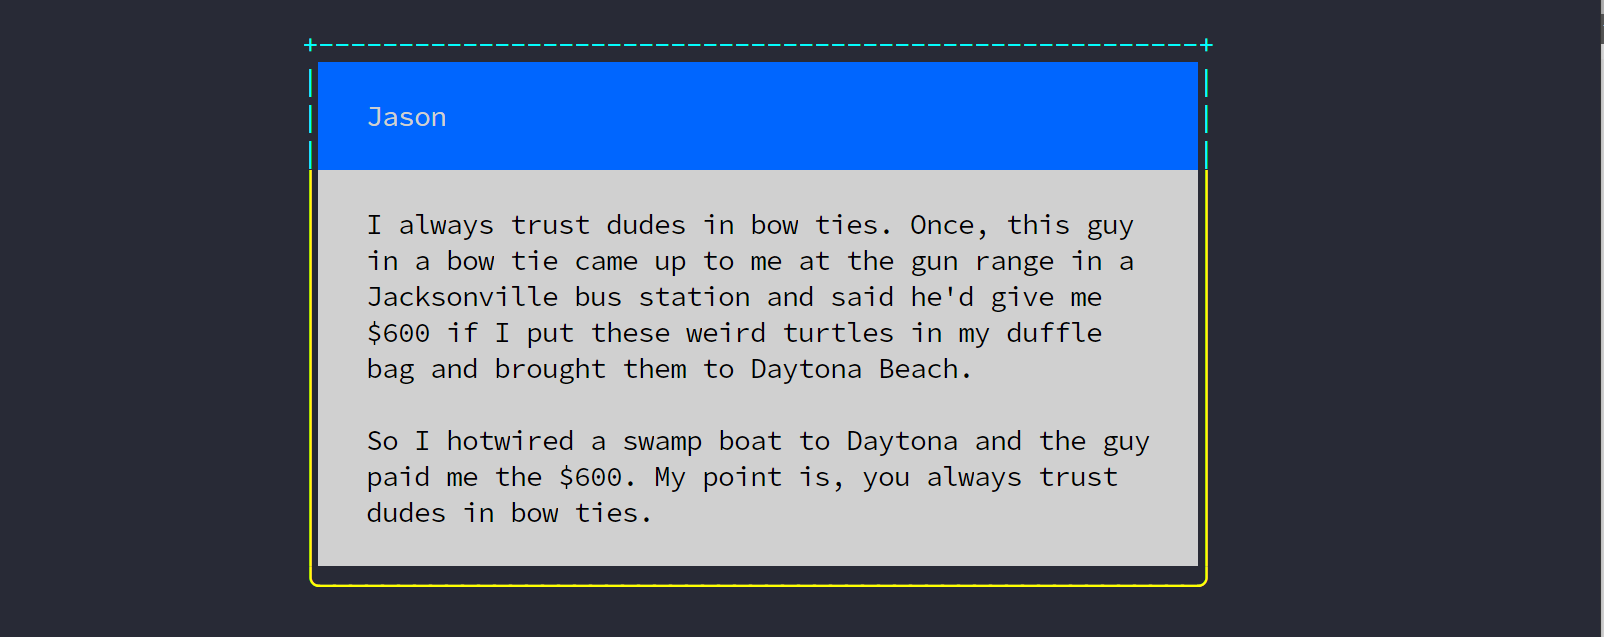 Jason
I always trust dudes in bow ties. Once, this guy
in a bow tie came up to me at the gun range in a
Jacksonville bus station and said he'd give me
$600 if I put these weird turtles in my duffle
bag and brought them to Daytona Beach.
So I hotwired a swamp boat to Daytona and the guy
paid me the $600. My point is, you always trust
dudes in bow ties.